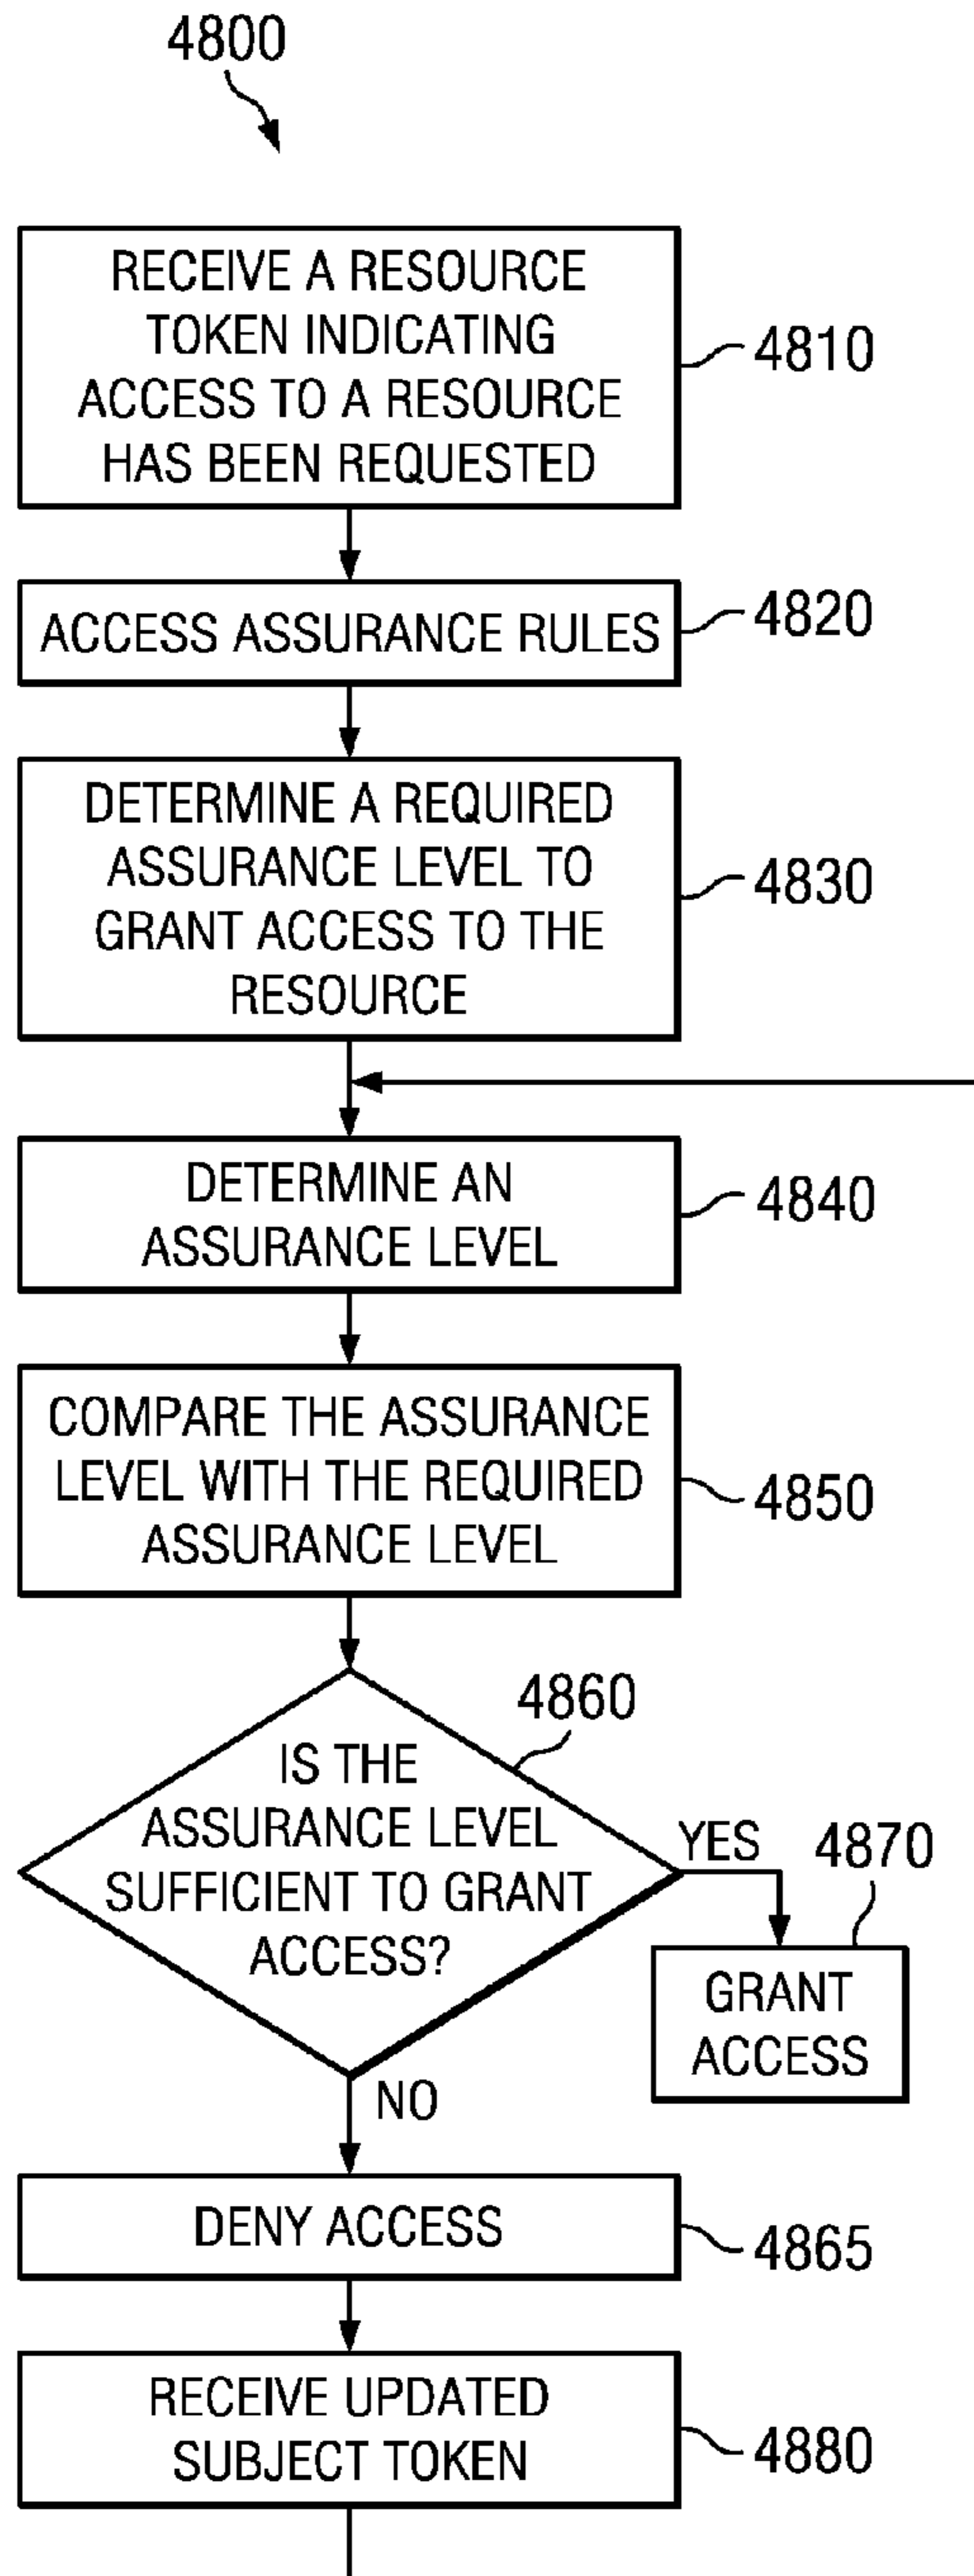 4800
RECEIVE A RESOURCE
TOKEN INDICATING
ACCESS TO A RESOURCE
HAS BEEN REQUESTED
4810
ACCESS ASSURANCE RULES
4820
DETERMINE A REQUIRED
ASSURANCE LEVEL TO
GRANT ACCESS TO THE
RESOURCE
4830
DETERMINE AN
ASSURANCE LEVEL
4840
COMPARE THE ASSURANCE
LEVEL WITH THE REQUIRED
ASSURANCE LEVEL
4850
4860
IS THE
ASSURANCE LEVEL
SUFFICIENT TO GRANT
ACCESS?
YES
4870
GRANT
ACCESS
NO
DENY ACCESS
4865
RECEIVE UPDATED
SUBJECT TOKEN
4880